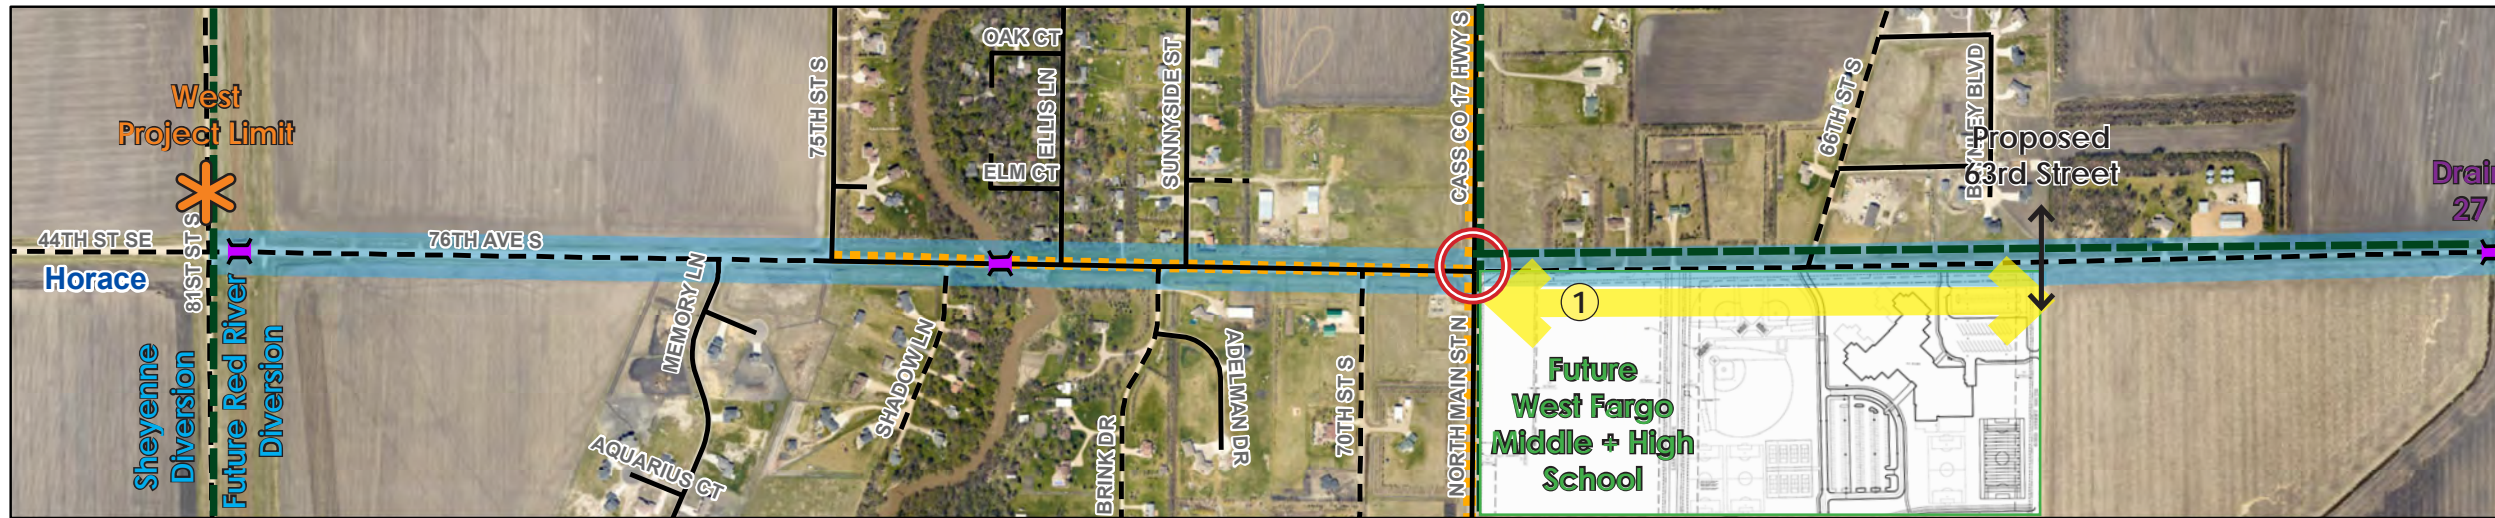 West
Project Limit
44TH ST SE
Horace
81ST ST S
Sheyenne
Diversion
Future Red River
Diversion
76TH AVE S
75TH ST S
OAK CT
ELLIS LN
ELM CT
SUNNYSIDE ST
CASS CO 17 HWY S
66TH ST S
Proposed
63rd Street
Drain
27
MEMORY LN
AQUARIUS CT
SHADOW LN
BRINK DR
ADELMAN DR
70TH ST S
NORTH MAIN ST N
1
Future
West Fargo
Middle + High
School